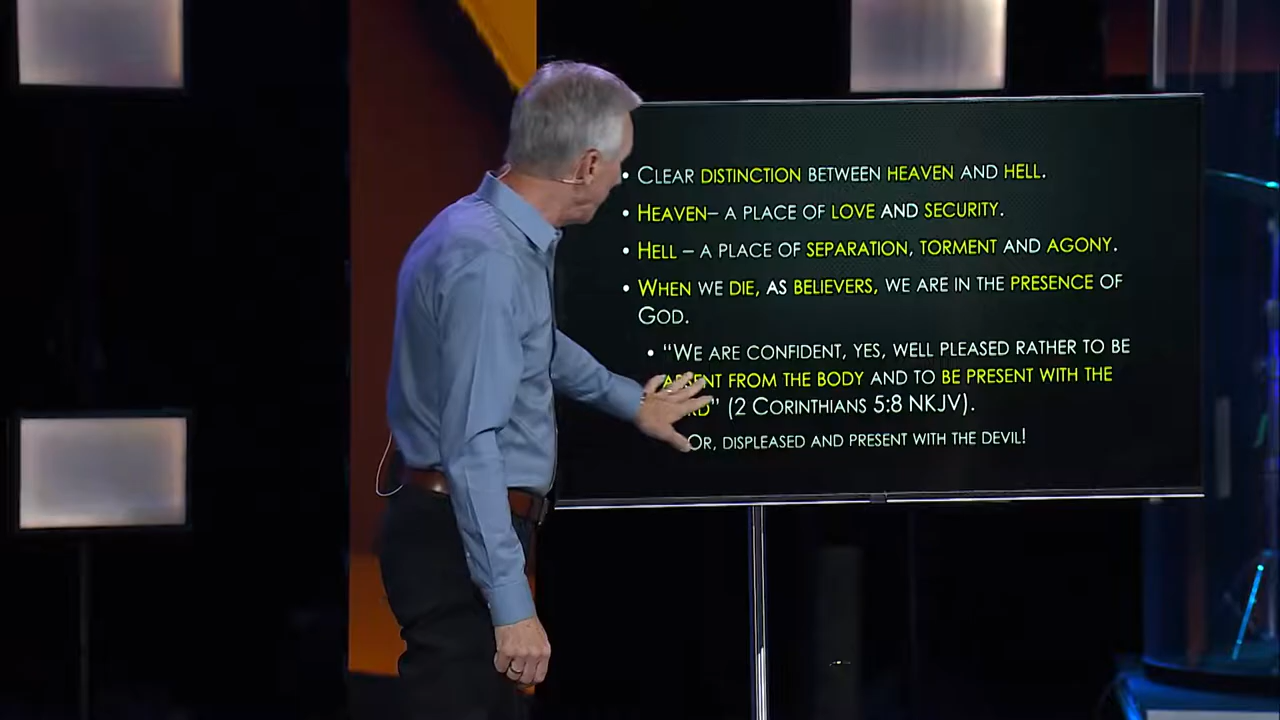 • CLEAR DISTINCTION BETWEEN HEAVEN AND HELL.
• HEAVEN– A PLACE OF LOVE AND SECURITY.
• HELL – A PLACE OF SEPARATION, TORMENT AND AGONY.
• WHEN WE DIE, AS BELIEVERS, WE ARE IN THE PRESENCE OF
GOD.
• “WE ARE CONFIDENT, YES, WELL PLEASED RATHER TO BE
FROM THE BODY AND TO BE PRESENT WITH THE
” (2 CORINTHIANS 5:8 NKJV).
OR, DISPLEASED AND PRESENT WITH THE DEVIL!